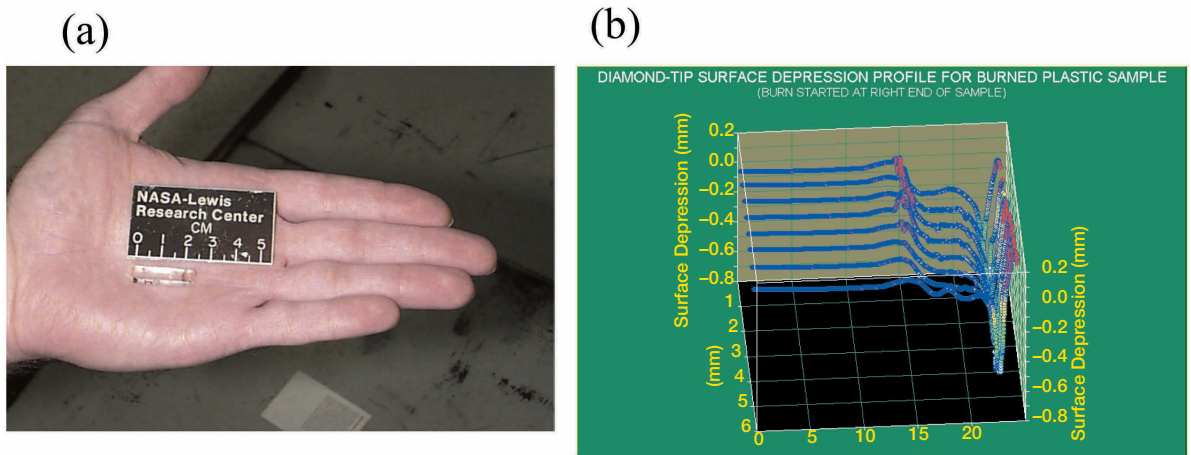 (a)
(b)
NASA-Lewis
Research Center
CM
0 1 2 3 4 5
DIAMOND-TIP SURFACE DEPRESSION PROFILE FOR BURNED PLASTIC SAMPLE
(BURN STARTED AT RIGHT END OF SAMPLE)
Surface Depression (mm)
0.2
0.0
−0.2
−0.4
−0.6
−0.8
1
2
3
4
5
6
(mm)
0 5 10 15 20
0.2
0.0
−0.2
−0.4
−0.6
−0.8
Surface Depression (mm)